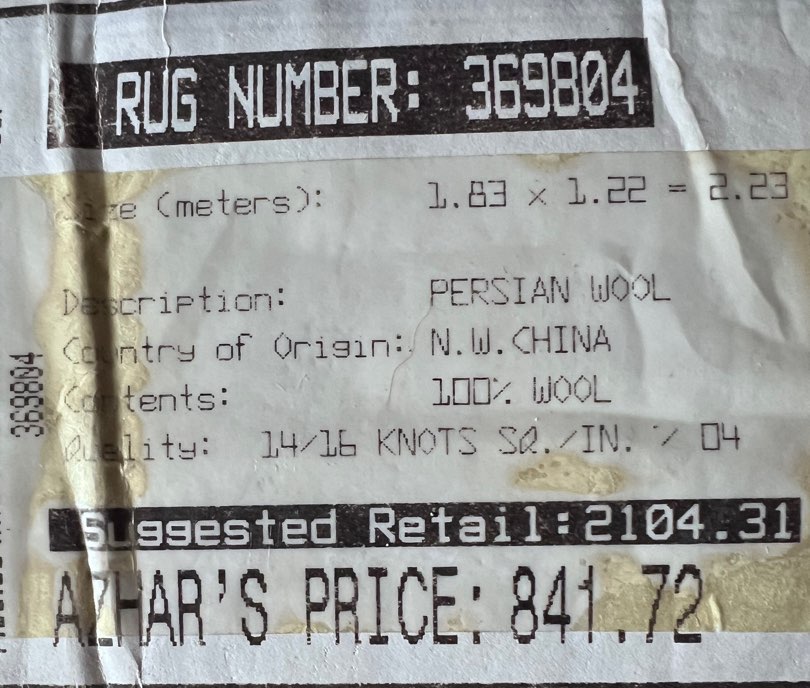 RUG NUMBER: 369804
Size (meters): 1.83 x 1.22 = 2.23
Description: PERSIAN WOOL
Country of Origin: N.W.CHINA
Contents: 100% WOOL
Quality: 14/16 KNOTS SQ./IN. / 04
Suggested Retail:2104.31
AZHAR'S PRICE: 841.72
369804